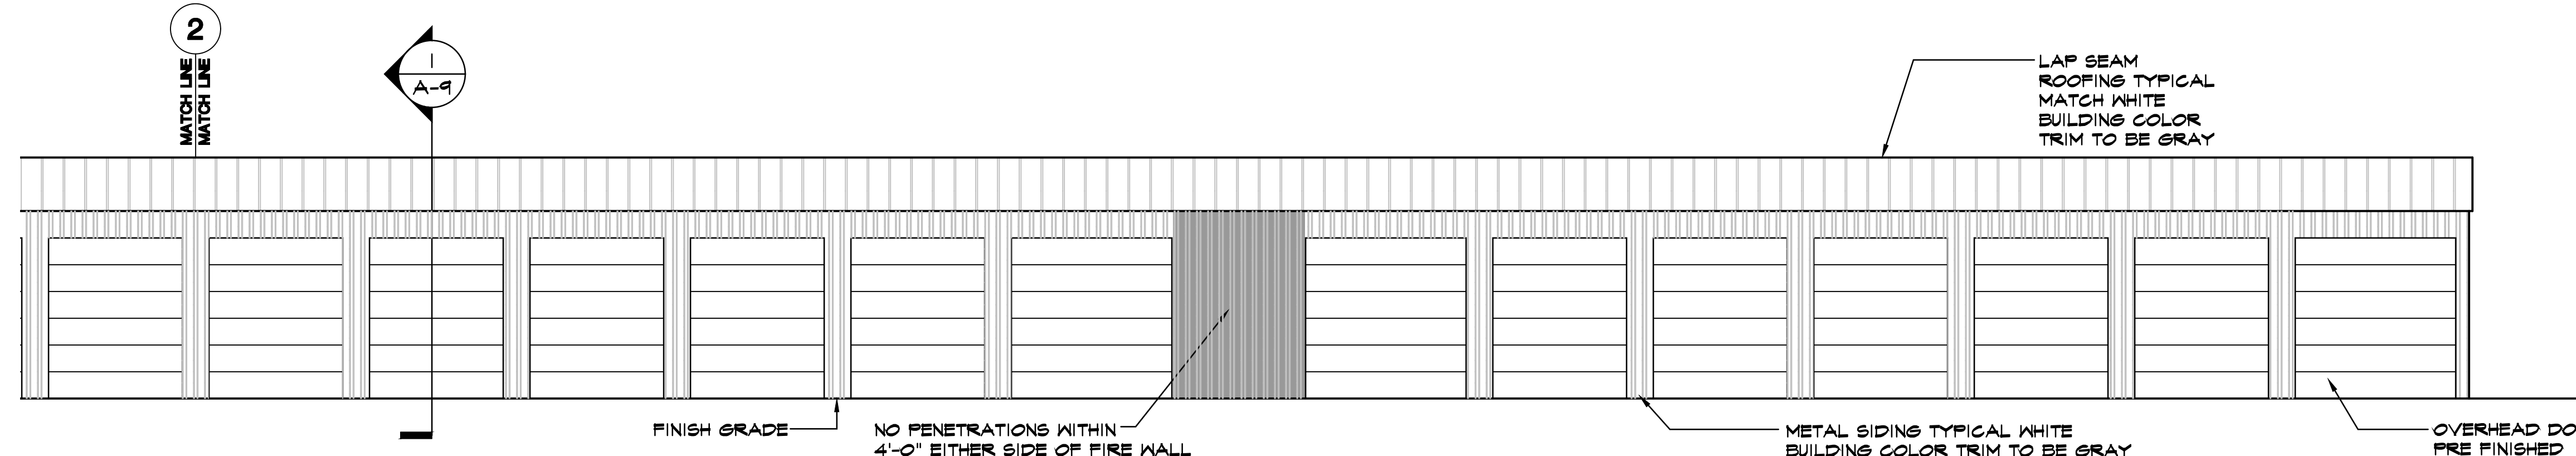 2
MATCH LINE
MATCH LINE
1
A-9
LAP SEAM
ROOFING TYPICAL
MATCH WHITE
BUILDING COLOR
TRIM TO BE GRAY
FINISH GRADE
NO PENETRATIONS WITHIN
4'-0" EITHER SIDE OF FIRE WALL
METAL SIDING TYPICAL WHITE
BUILDING COLOR TRIM TO BE GRAY
OVERHEAD DO
PRE FINISHED